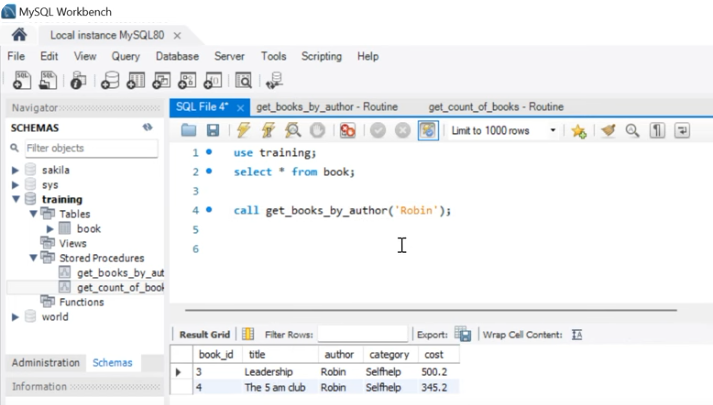 MySQL Workbench
Local instance MySQL80 ×
File Edit View Query Database Server Tools Scripting Help
Navigator
SCHEMAS
Filter objects
sakila
sys
training
Tables
book
Views
Stored Procedures
get_books_by_aut
get_count_of_book
Functions
world
Administration Schemas
Information
SQL File 4* × get_books_by_author - Routine get_count_of_books - Routine
Limit to 1000 rows
1 use training;
2 select * from book;
3
4 call get_books_by_author('Robin');
5
6
Result Grid Filter Rows: Export: Wrap Cell Content:
book_id title author category cost
3 Leadership Robin Selfhelp 500.2
4 The 5 am club Robin Selfhelp 345.2